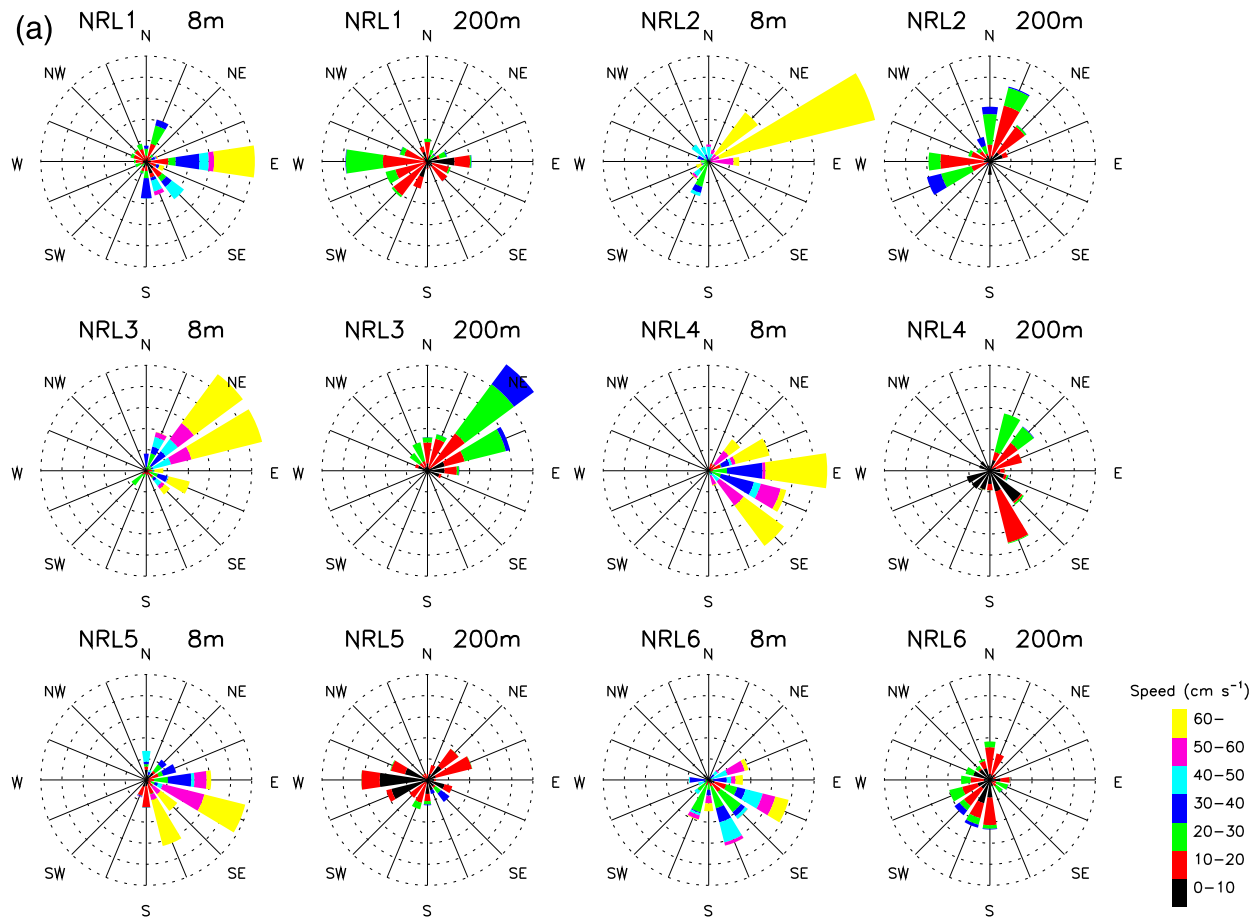 (a)
NRL1 8m
N
NW NE
W E
SW SE
S
NRL1 200m
N
NW NE
W E
SW SE
S
NRL2 8m
N
NW NE
W E
SW SE
S
NRL2 200m
N
NW NE
W E
SW SE
S
NRL3 8m
N
NW NE
W E
SW SE
S
NRL3 200m
N
NW NE
W E
SW SE
S
NRL4 8m
N
NW NE
W E
SW SE
S
NRL4 200m
N
NW NE
W E
SW SE
S
NRL5 8m
N
NW NE
W E
SW SE
S
NRL5 200m
N
NW NE
W E
SW SE
S
NRL6 8m
N
NW NE
W E
SW SE
S
NRL6 200m
N
NW NE
W E
SW SE
S
Speed (cm s⁻¹)
60-
50-60
40-50
30-40
20-30
10-20
0-10